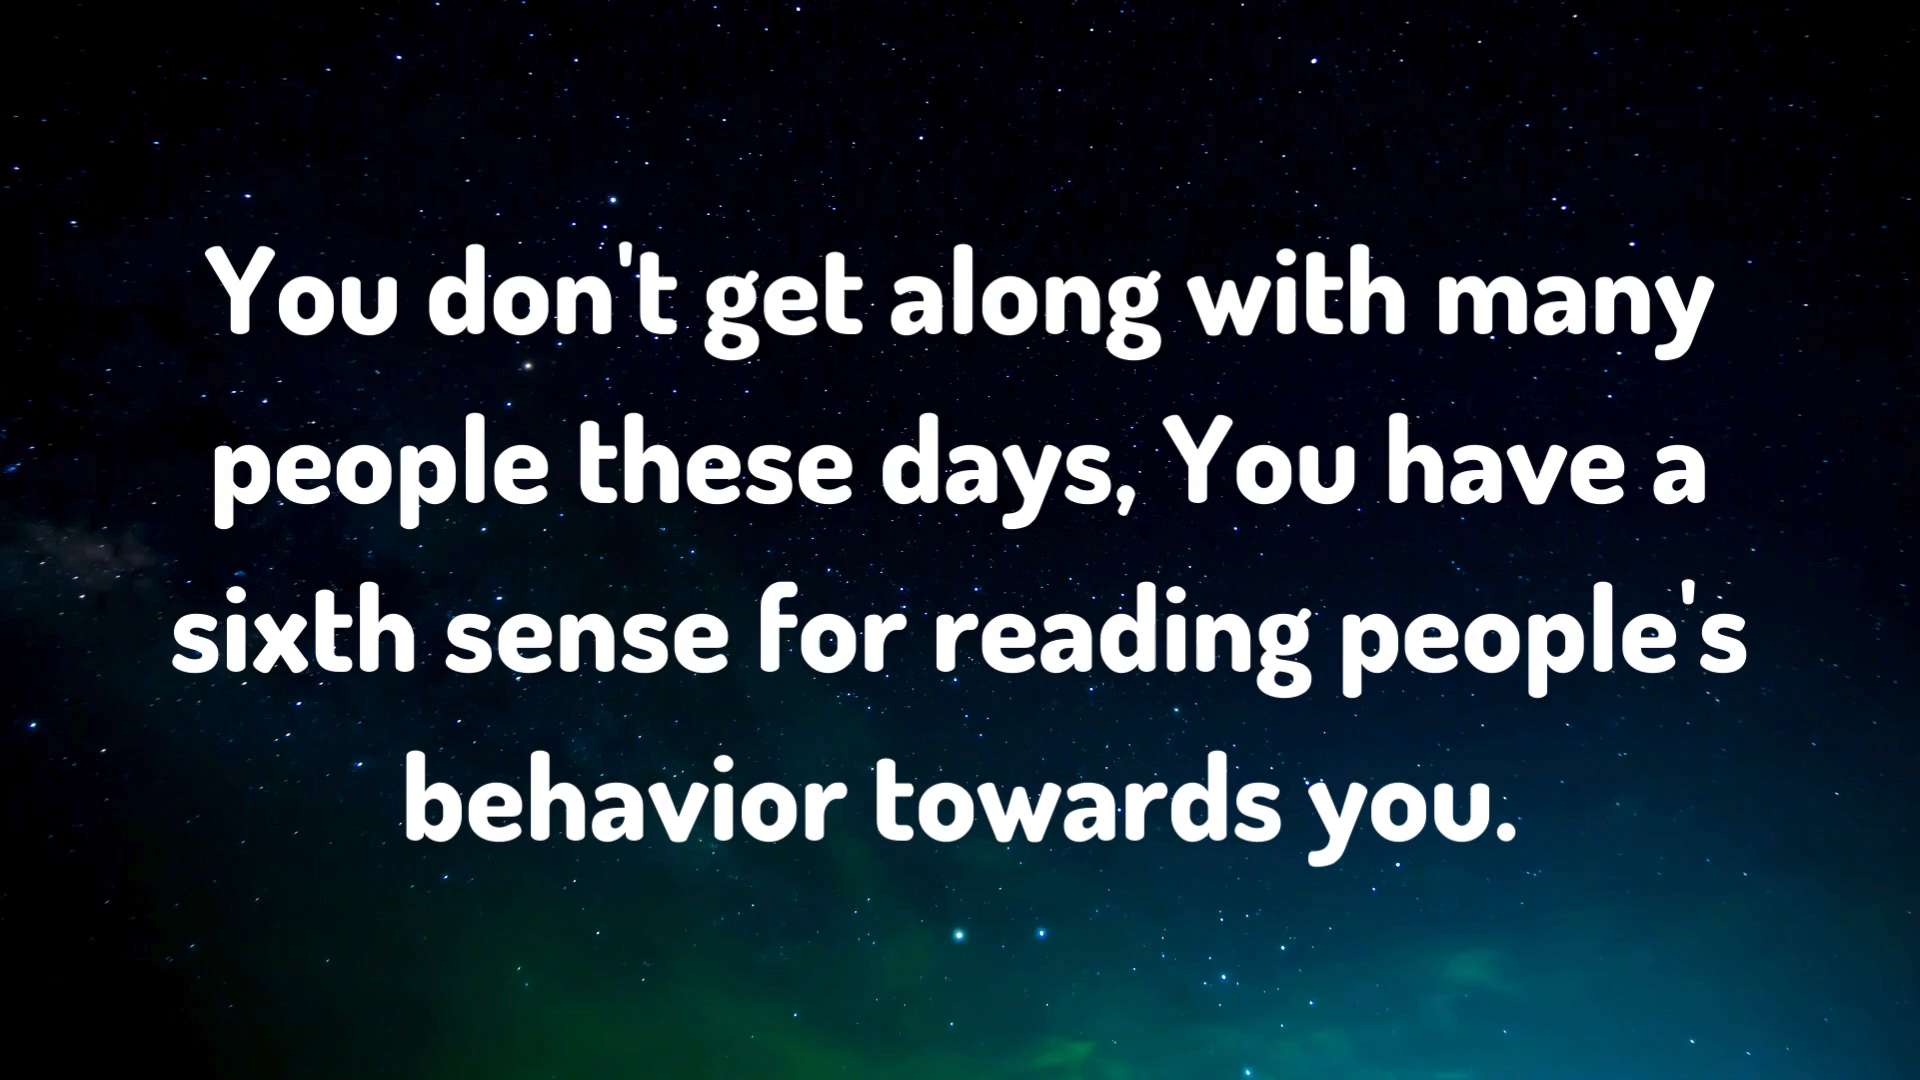 You don't get along with many
people these days, You have a
sixth sense for reading people's
behavior towards you.